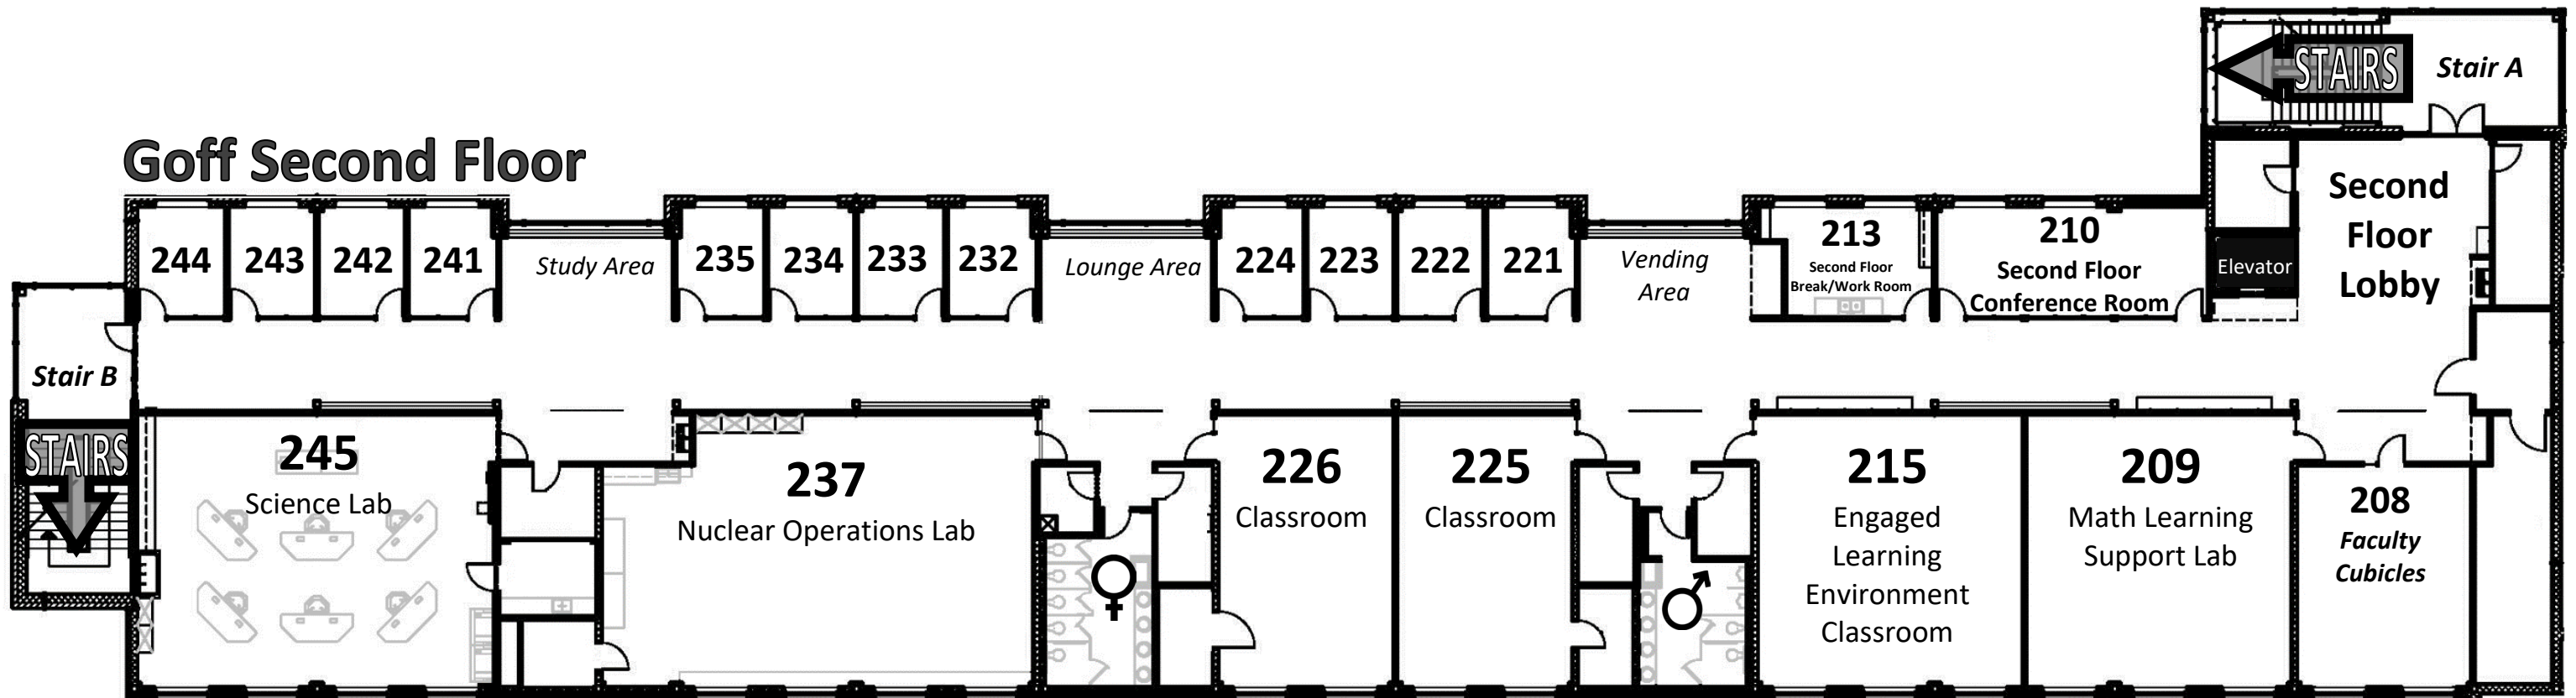 STAIRS
Stair A
Goff Second Floor
244
243
242
241
Study Area
235
234
233
232
Lounge Area
224
223
222
221
Vending
Area
213
Second Floor
Break/Work Room
210
Second Floor
Conference Room
Elevator
Second
Floor
Lobby
Stair B
STAIRS
245
Science Lab
237
Nuclear Operations Lab
226
Classroom
225
Classroom
215
Engaged
Learning
Environment
Classroom
209
Math Learning
Support Lab
208
Faculty
Cubicles